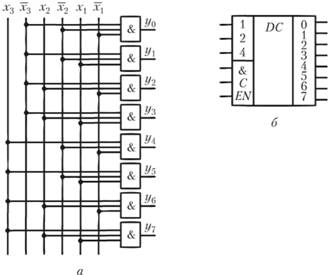 x₃ x̅₃ x₂ x̅₂ x₁ x̅₁
& y₀
& y₁
& y₂
& y₃
& y₄
& y₅
& y₆
& y₇
а
1 DC 0
2 1
4 2
3
& 4
C 5
EN 6
7
б